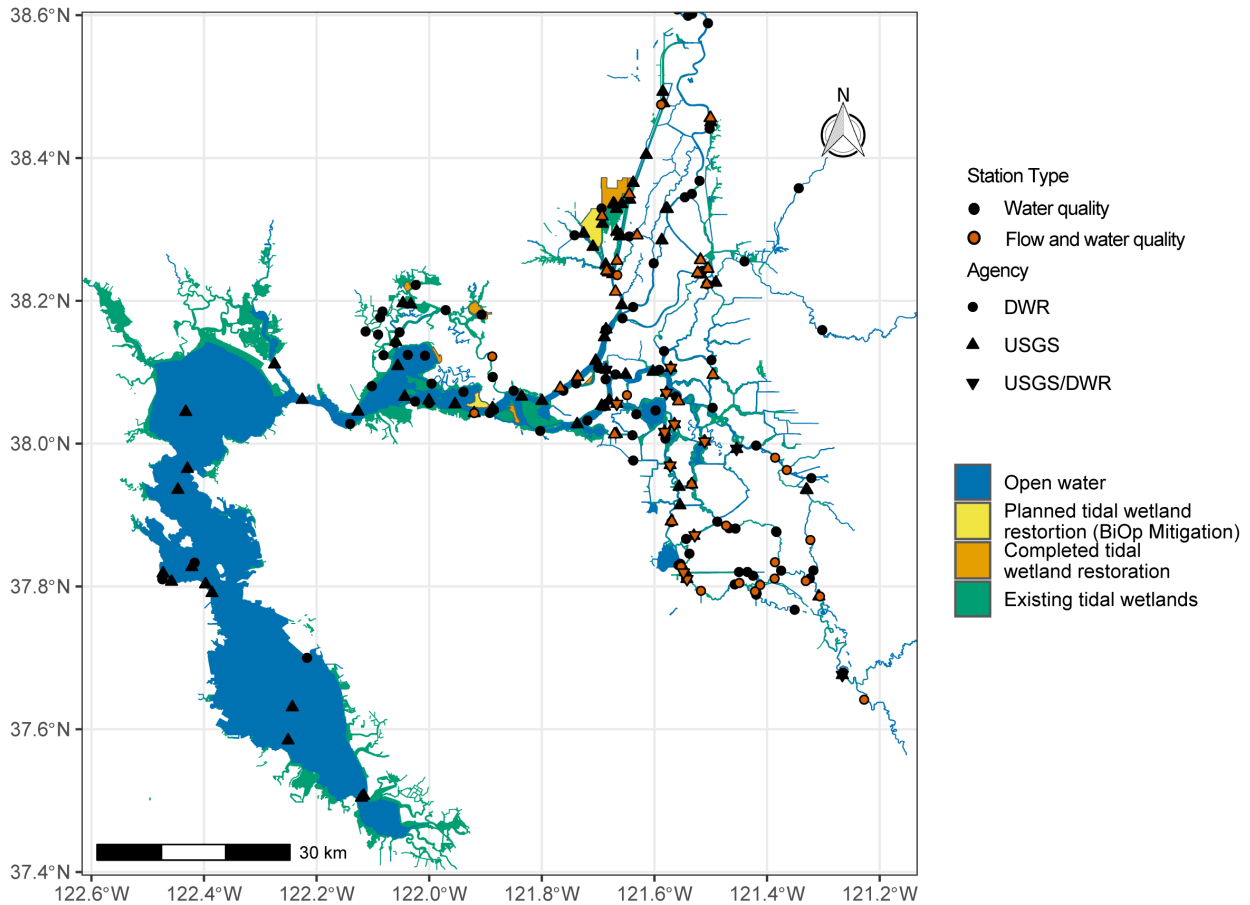 38.6°N
38.4°N
38.2°N
38.0°N
37.8°N
37.6°N
37.4°N
122.6°W
122.4°W
122.2°W
122.0°W
121.8°W
121.6°W
121.4°W
121.2°W
N
30 km
Station Type
Water quality
Flow and water quality
Agency
DWR
USGS
USGS/DWR
Open water
Planned tidal wetland
restortion (BiOp Mitigation)
Completed tidal
wetland restoration
Existing tidal wetlands